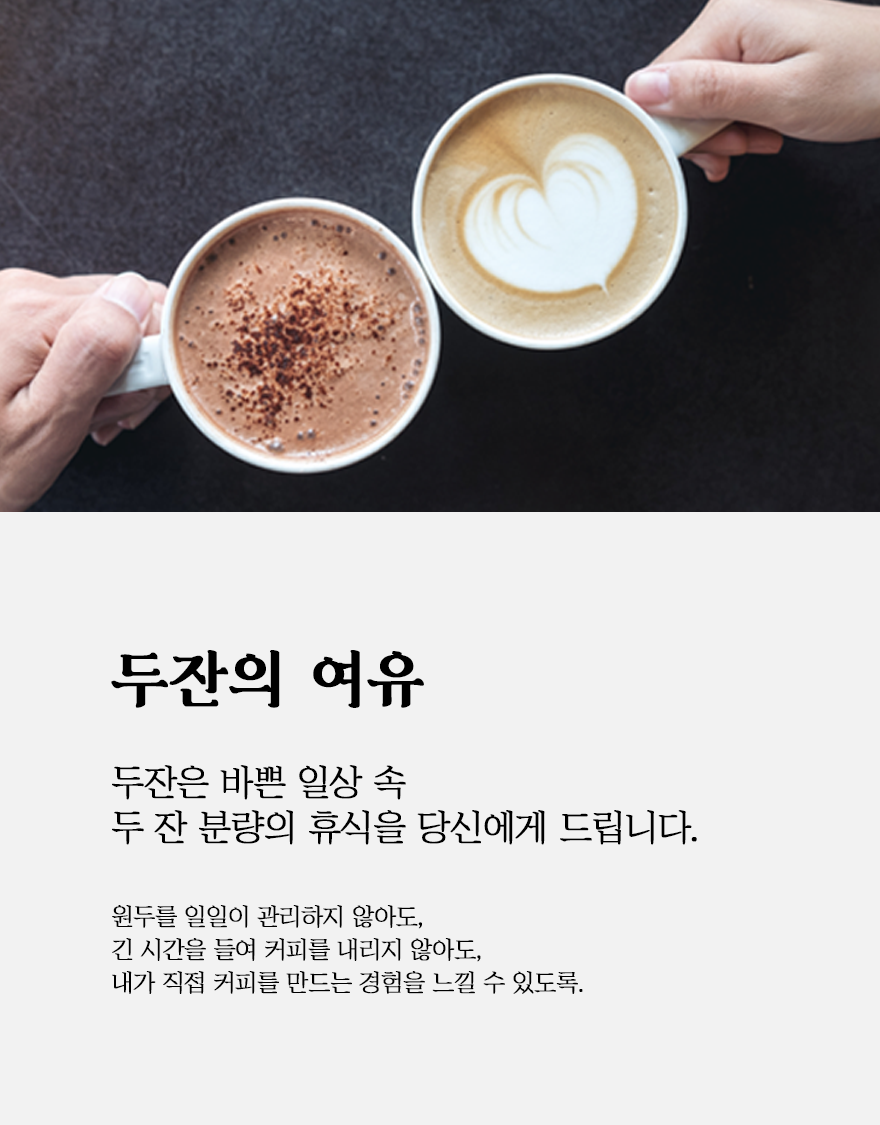 두잔의 여유
두잔은 바쁜 일상 속
두 잔 분량의 휴식을 당신에게 드립니다.
원두를 일일이 관리하지 않아도,
긴 시간을 들여 커피를 내리지 않아도,
내가 직접 커피를 만드는 경험을 느낄 수 있도록.